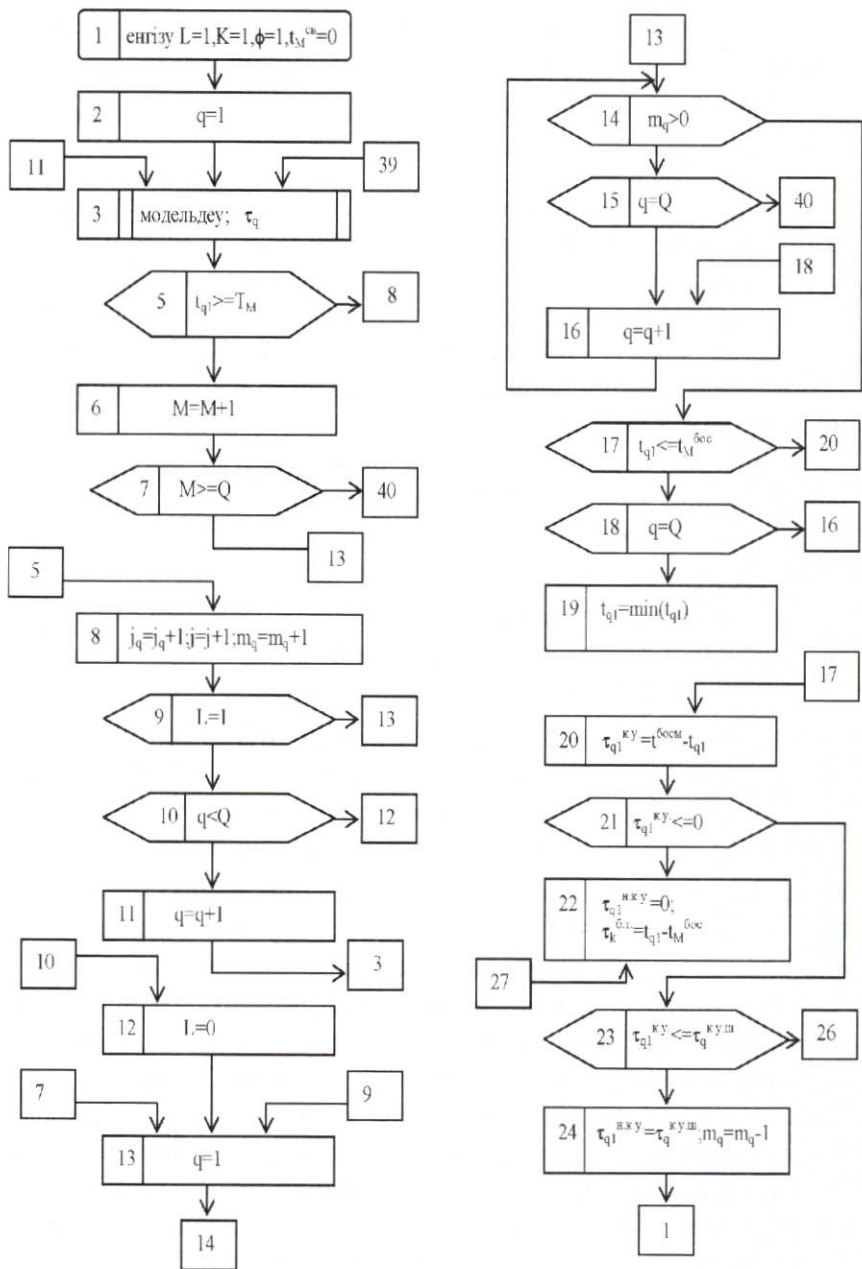 1 енгізу L=1,K=1,ϕ=1,t_M^св=0
2 q=1
11
39
3 модельдеу; τ_q
5 t_q1>=T_M
8
6 M=M+1
7 M>=Q
40
13
5
8 j_q=j_q+1;j=j+1;m_q=m_q+1
9 L=1
13
10 q<Q
12
11 q=q+1
10
3
12 L=0
7
9
13 q=1
14
13
14 m_q>0
15 q=Q
40
18
16 q=q+1
17 t_q1<=t_M^бос
20
18 q=Q
16
19 t_q1=min(t_q1)
17
20 τ_q1^к.у=t^босм-t_q1
21 τ_q1^к.у.<=0
22 τ_q1^н.к.у=0;
τ_k^б.т.=t_q1-t_M^бос
27
23 τ_q1^к.у.<=τ_q^к.у.ш
26
24 τ_q1^н.к.у=τ_q^к.у.ш;m_q=m_q-1
1